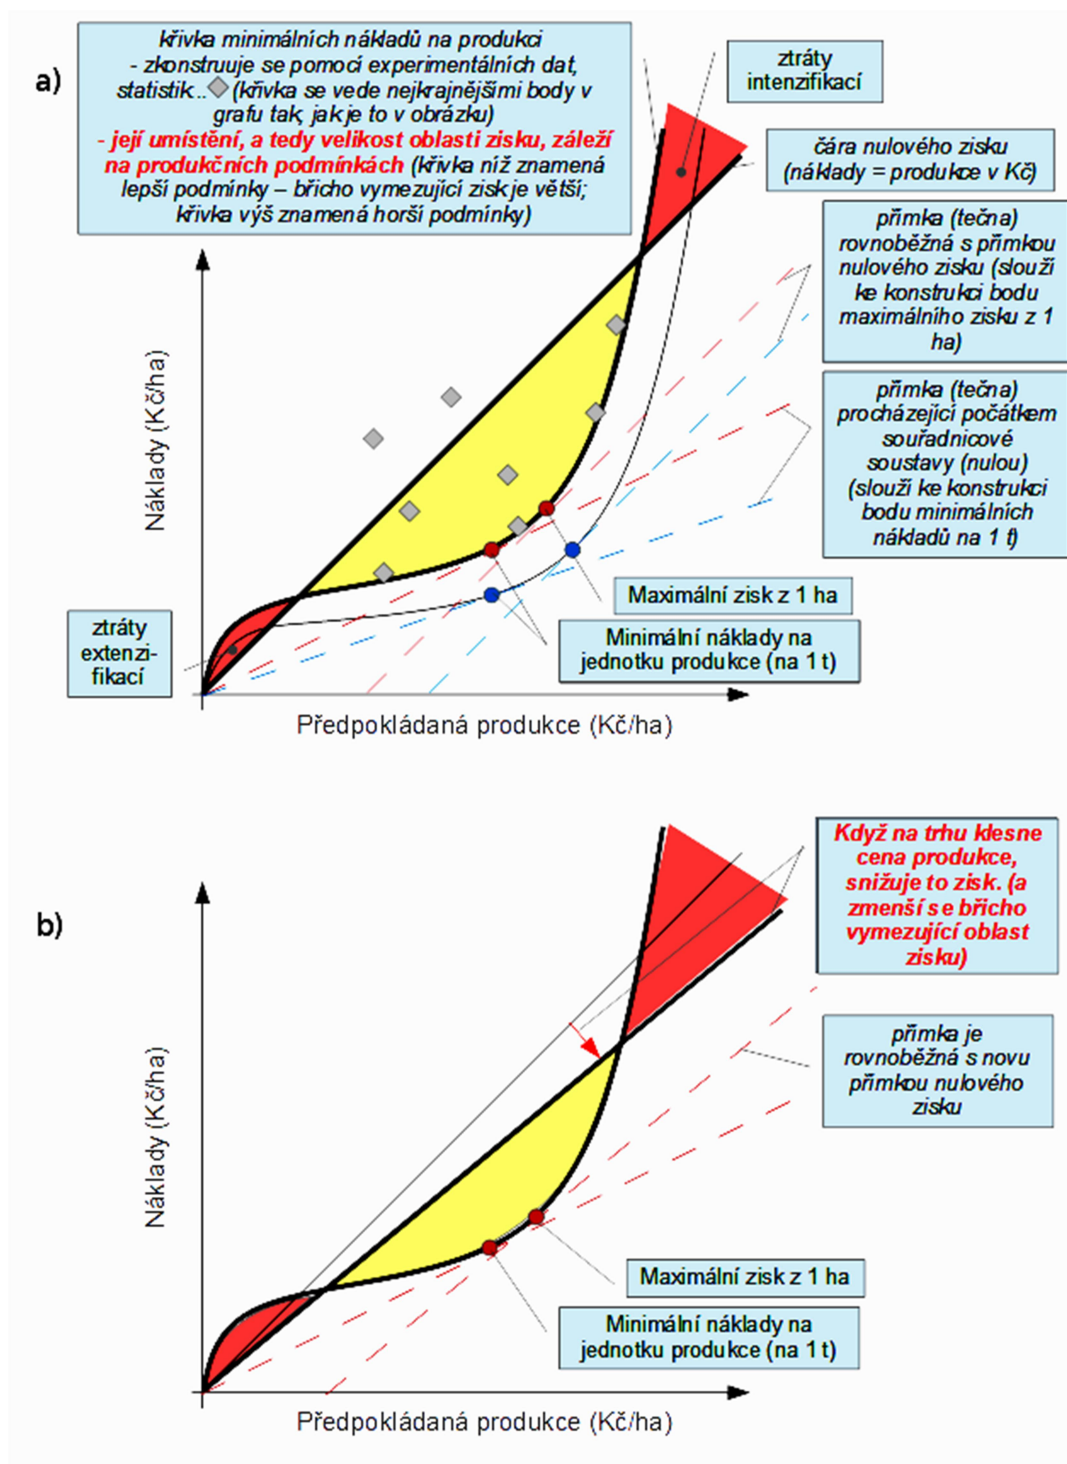 a)
křivka minimálních nákladů na produkci
- zkonstruuje se pomocí experimentálních dat,
statistik... (křivka se vede nejkrajnějšími body v
grafu tak, jak je to v obrázku)
- její umístění, a tedy velikost oblasti zisku, záleží
na produkčních podmínkách (křivka níž znamená
lepší podmínky – břicho vymezující zisk je větší;
křivka výš znamená horší podmínky)
ztráty
intenzifikací
čára nulového zisku
(náklady = produkce v Kč)
přímka (tečna)
rovnoběžná s přímkou
nulového zisku (slouží
ke konstrukci bodu
maximálního zisku z 1
ha)
přímka (tečna)
procházející počátkem
souřadnicové
soustavy (nulou)
(slouží ke konstrukci
bodu minimálních
nákladů na 1 t)
Náklady (Kč/ha)
Maximální zisk z 1 ha
Minimální náklady na
jednotku produkce (na 1 t)
ztráty
extenzi-
fikací
Předpokládaná produkce (Kč/ha)
b)
Když na trhu klesne
cena produkce,
snižuje to zisk. (a
zmenší se břicho
vymezující oblast
zisku)
přímka je
rovnoběžná s novu
přímkou nulového
zisku
Náklady (Kč/ha)
Maximální zisk z 1 ha
Minimální náklady na
jednotku produkce (na 1 t)
Předpokládaná produkce (Kč/ha)